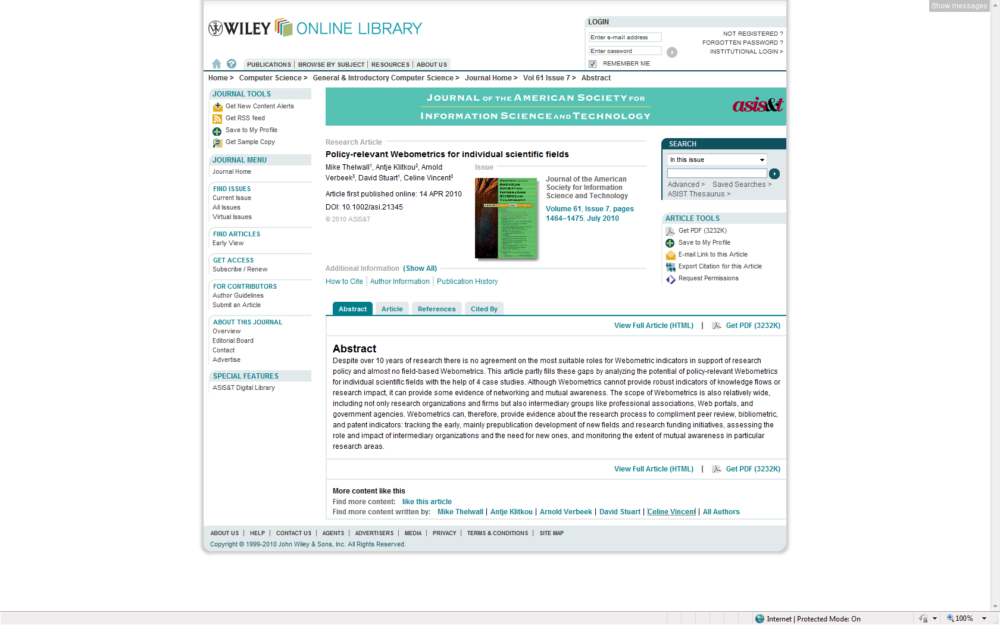 Show messages
WILEY ONLINE LIBRARY
LOGIN
Enter e-mail address
Enter password
REMEMBER ME
NOT REGISTERED ?
FORGOTTEN PASSWORD ?
INSTITUTIONAL LOGIN >
PUBLICATIONS | BROWSE BY SUBJECT | RESOURCES | ABOUT US
Home > Computer Science > General & Introductory Computer Science > Journal Home > Vol 61 Issue 7 > Abstract
JOURNAL TOOLS
Get New Content Alerts
Get RSS feed
Save to My Profile
Get Sample Copy
JOURNAL MENU
Journal Home
FIND ISSUES
Current Issue
All Issues
Virtual Issues
FIND ARTICLES
Early View
GET ACCESS
Subscribe / Renew
FOR CONTRIBUTORS
Author Guidelines
Submit an Article
ABOUT THIS JOURNAL
Overview
Editorial Board
Contact
Advertise
SPECIAL FEATURES
ASIS&T Digital Library
JOURNAL OF THE AMERICAN SOCIETY FOR
INFORMATION SCIENCE AND TECHNOLOGY
asis&t
Research Article
Policy-relevant Webometrics for individual scientific fields
Mike Thelwall¹, Antje Klitkou², Arnold
Verbeek³, David Stuart¹, Celine Vincent³
Article first published online: 14 APR 2010
DOI: 10.1002/asi.21345
© 2010 ASIS&T
Issue
JOURNAL OF THE
AMERICAN
SOCIETY FOR
INFORMATION
SCIENCE AND
TECHNOLOGY
JASIST
Journal of the American
Society for Information
Science and Technology
Volume 61, Issue 7, pages
1464–1475, July 2010
Additional Information (Show All)
How to Cite | Author Information | Publication History
SEARCH
In this issue
Advanced > Saved Searches >
ASIST Thesaurus >
ARTICLE TOOLS
Get PDF (3232K)
Save to My Profile
E-mail Link to this Article
Export Citation for this Article
Request Permissions
Abstract Article References Cited By
View Full Article (HTML) | Get PDF (3232K)
Abstract
Despite over 10 years of research there is no agreement on the most suitable roles for Webometric indicators in support of research
policy and almost no field-based Webometrics. This article partly fills these gaps by analyzing the potential of policy-relevant Webometrics
for individual scientific fields with the help of 4 case studies. Although Webometrics cannot provide robust indicators of knowledge flows or
research impact, it can provide some evidence of networking and mutual awareness. The scope of Webometrics is also relatively wide,
including not only research organizations and firms but also intermediary groups like professional associations, Web portals, and
government agencies. Webometrics can, therefore, provide evidence about the research process to compliment peer review, bibliometric,
and patent indicators: tracking the early, mainly prepublication development of new fields and research funding initiatives, assessing the
role and impact of intermediary organizations and the need for new ones, and monitoring the extent of mutual awareness in particular
research areas.
View Full Article (HTML) | Get PDF (3232K)
More content like this
Find more content: like this article
Find more content written by: Mike Thelwall | Antje Klitkou | Arnold Verbeek | David Stuart | Celine Vincent | All Authors
ABOUT US | HELP | CONTACT US | AGENTS | ADVERTISERS | MEDIA | PRIVACY | TERMS & CONDITIONS | SITE MAP
Copyright © 1999-2010 John Wiley & Sons, Inc. All Rights Reserved.
Internet | Protected Mode: On
100%